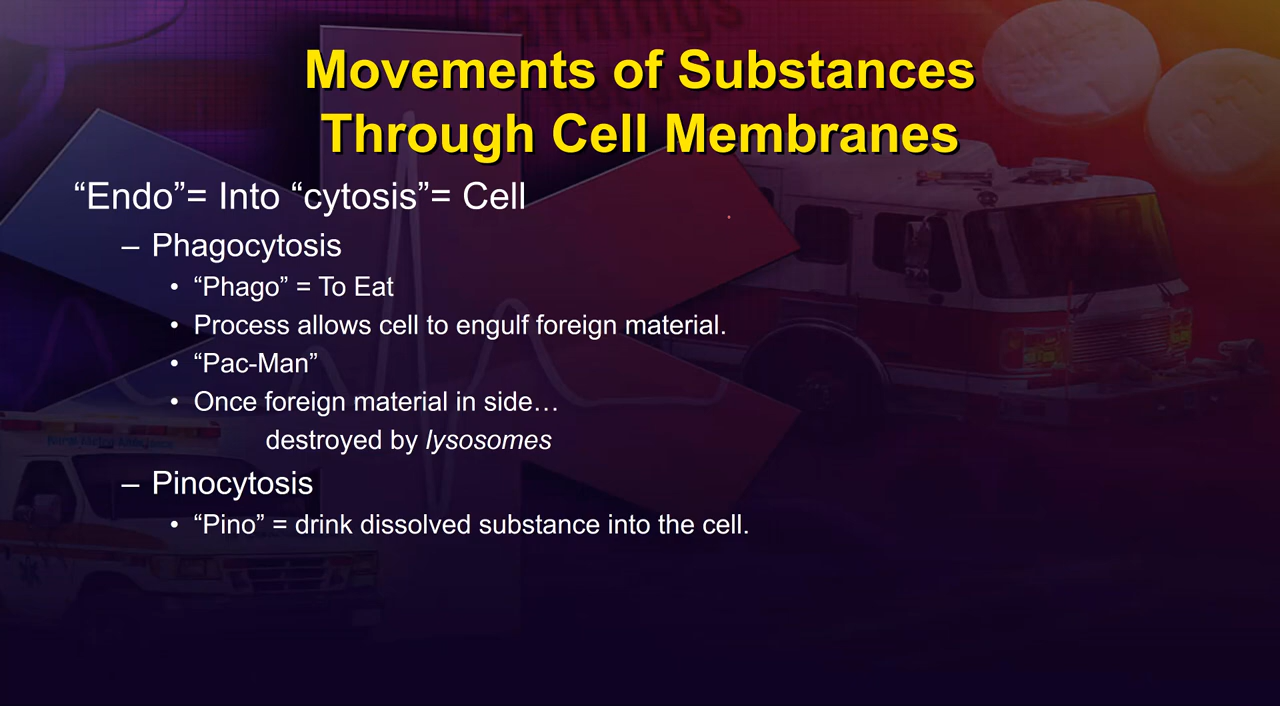 Movements of Substances
Through Cell Membranes
“Endo”= Into “cytosis”= Cell
– Phagocytosis
• “Phago” = To Eat
• Process allows cell to engulf foreign material.
• “Pac-Man”
• Once foreign material in side…
destroyed by lysosomes
– Pinocytosis
• “Pino” = drink dissolved substance into the cell.